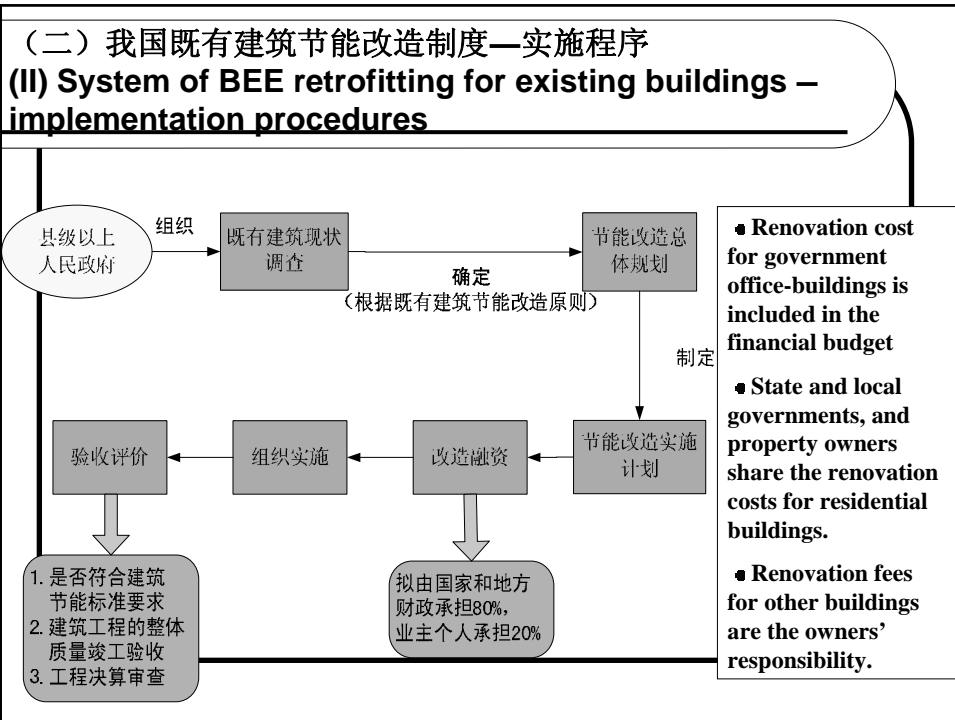 （二）我国既有建筑节能改造制度—实施程序
(II) System of BEE retrofitting for existing buildings –
implementation procedures
县级以上
人民政府
组织
既有建筑现状
调查
确定
（根据既有建筑节能改造原则）
节能改造总
体规划
制定
节能改造实施
计划
改造融资
组织实施
验收评价
1. 是否符合建筑
节能标准要求
2. 建筑工程的整体
质量竣工验收
3. 工程决算审查
拟由国家和地方
财政承担80%，
业主个人承担20%
• Renovation cost
for government
office-buildings is
included in the
financial budget
• State and local
governments, and
property owners
share the renovation
costs for residential
buildings.
• Renovation fees
for other buildings
are the owners’
responsibility.